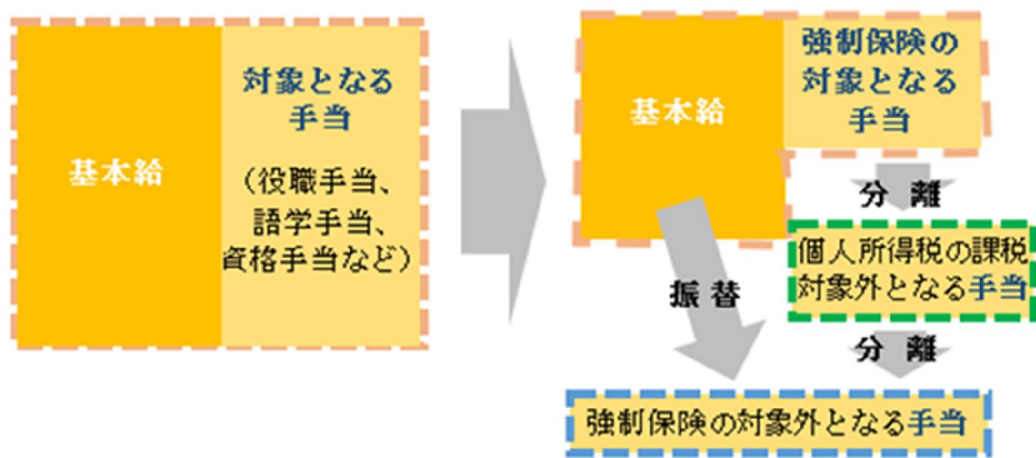 基本給
対象となる
手当
（役職手当、
語学手当、
資格手当など）
基本給
強制保険の
対象となる
手当
分離
個人所得税の課税
対象外となる手当
振替
分離
強制保険の対象外となる手当